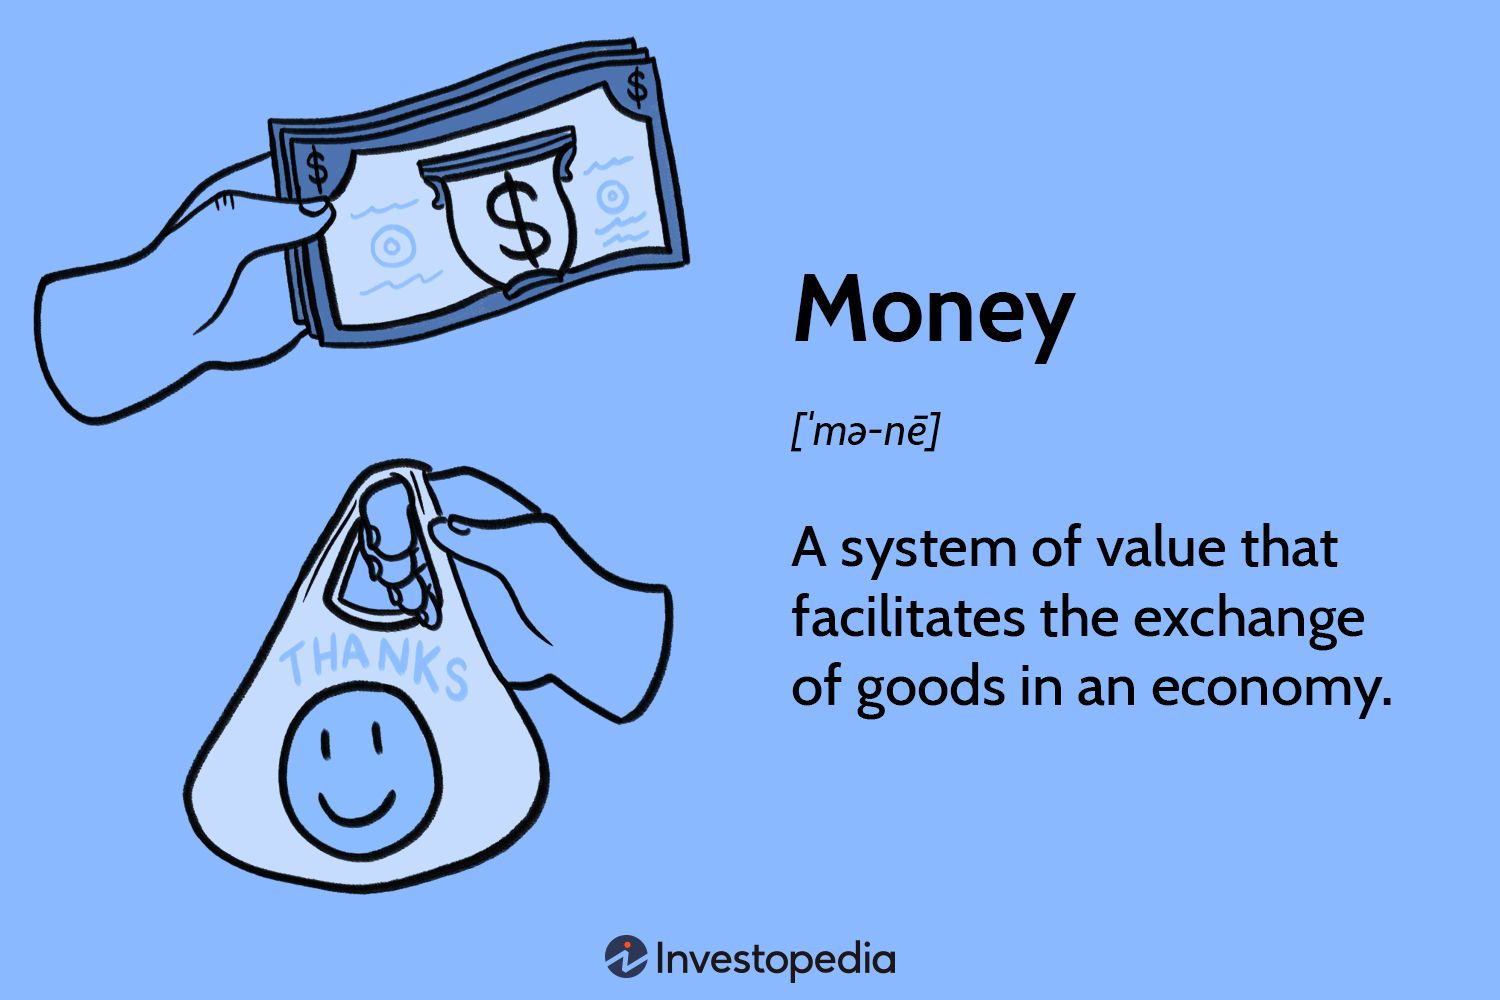 $
$
$
THANKS
Money
[ˈmə-nē]
A system of value that
facilitates the exchange
of goods in an economy.
Investopedia